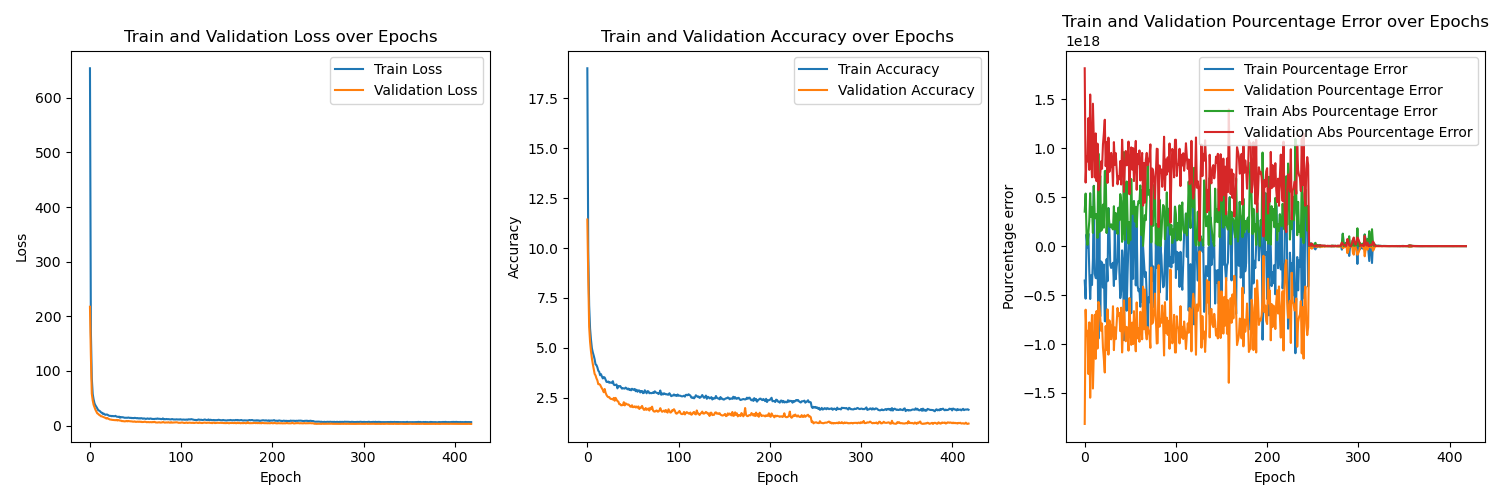 Train and Validation Loss over Epochs
Train Loss
Validation Loss
600
500
400
300
200
100
0
Loss
0 100 200 300 400
Epoch
Train and Validation Accuracy over Epochs
Train Accuracy
Validation Accuracy
17.5
15.0
12.5
10.0
7.5
5.0
2.5
Accuracy
0 100 200 300 400
Epoch
Train and Validation Pourcentage Error over Epochs
1e18
Train Pourcentage Error
Validation Pourcentage Error
Train Abs Pourcentage Error
Validation Abs Pourcentage Error
1.5
1.0
0.5
0.0
−0.5
−1.0
−1.5
Pourcentage error
0 100 200 300 400
Epoch